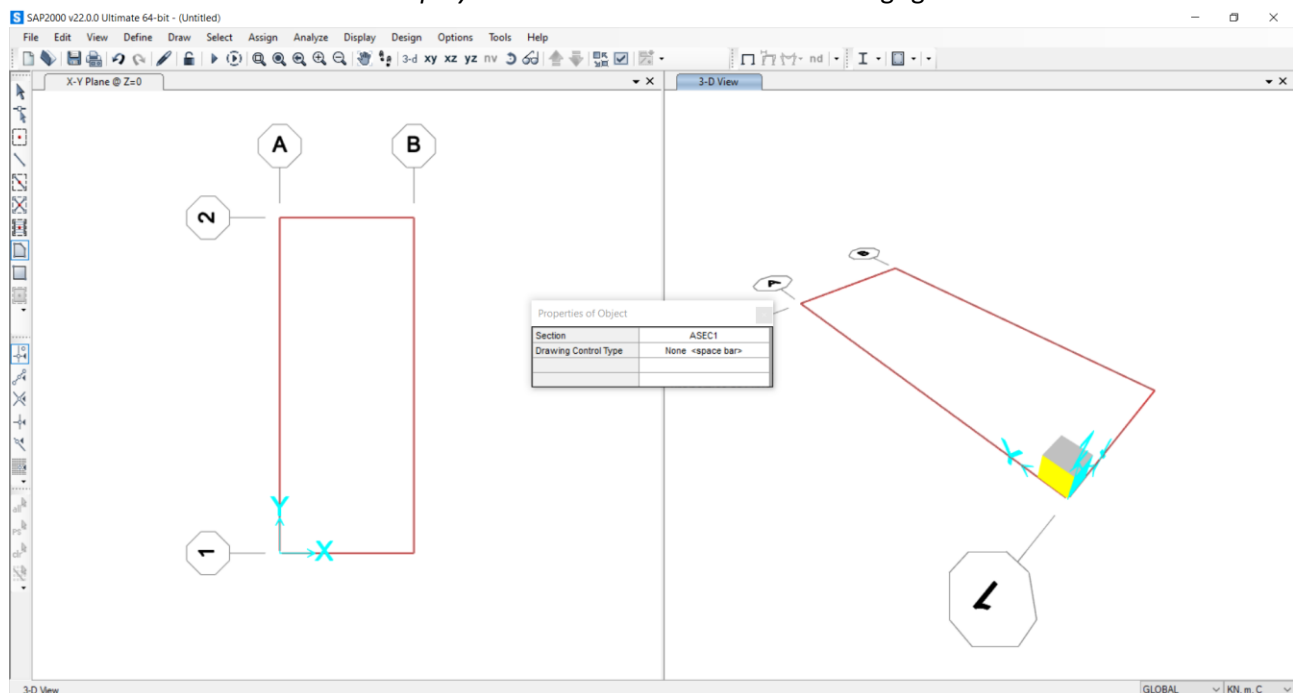 SAP2000 v22.0.0 Ultimate 64-bit - (Untitled)
File Edit View Define Draw Select Assign Analyze Display Design Options Tools Help
3-d xy xz yz nv nd
X-Y Plane @ Z=0
3-D View
A B
2
Properties of Object
Section ASEC1
Drawing Control Type None <space bar>
Y
X
1
1
3-D View
GLOBAL KN, m, C